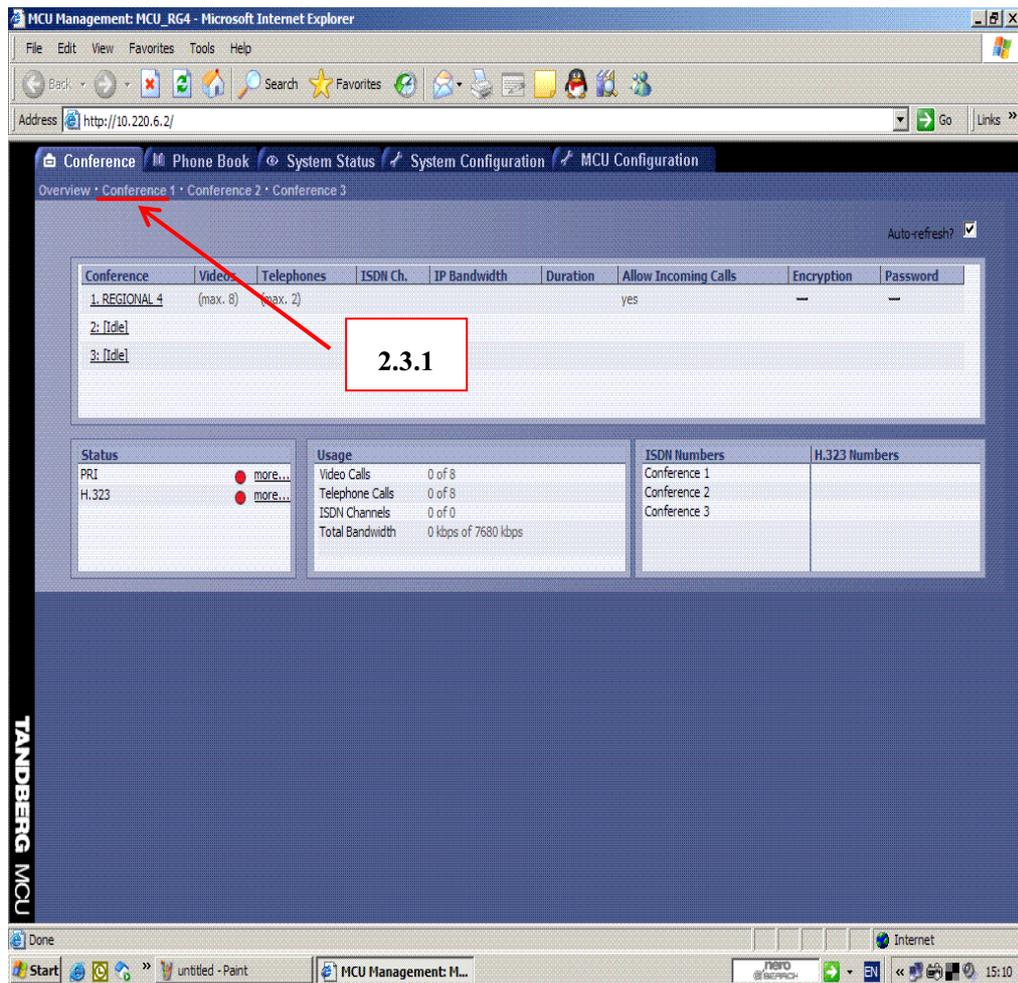 MCU Management: MCU_RG4 - Microsoft Internet Explorer
File Edit View Favorites Tools Help
Back Search Favorites
Address http://10.220.6.2/ Go Links »
Conference Phone Book System Status System Configuration MCU Configuration
Overview • Conference 1 • Conference 2 • Conference 3
Auto-refresh?
Conference Videos Telephones ISDN Ch. IP Bandwidth Duration Allow Incoming Calls Encryption Password
1. REGIONAL 4 (max. 8) (max. 2) yes — —
2: [Idle]
3: [Idle]
2.3.1
Status
PRI more...
H.323 more...
Usage
Video Calls 0 of 8
Telephone Calls 0 of 8
ISDN Channels 0 of 0
Total Bandwidth 0 kbps of 7680 kbps
ISDN Numbers H.323 Numbers
Conference 1
Conference 2
Conference 3
TANDBERG MCU
Done Internet
Start » untitled - Paint MCU Management: M... nero SEARCH EN « 15:10